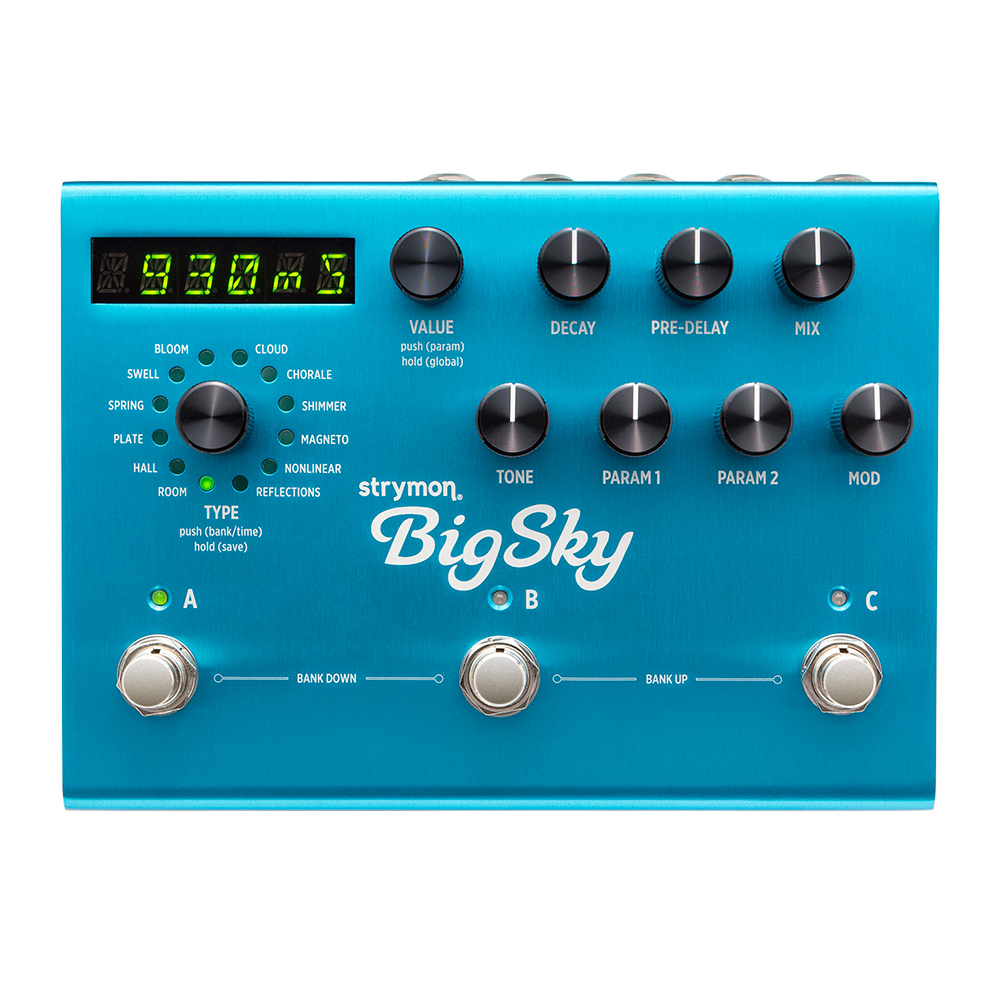 930mS
VALUE
push (param)
hold (global)
DECAY
PRE-DELAY
MIX
BLOOM
CLOUD
SWELL
CHORALE
SPRING
SHIMMER
PLATE
MAGNETO
HALL
NONLINEAR
ROOM
REFLECTIONS
TYPE
push (bank/time)
hold (save)
TONE
PARAM 1
PARAM 2
MOD
strymon®
BigSky
A
B
C
BANK DOWN
BANK UP